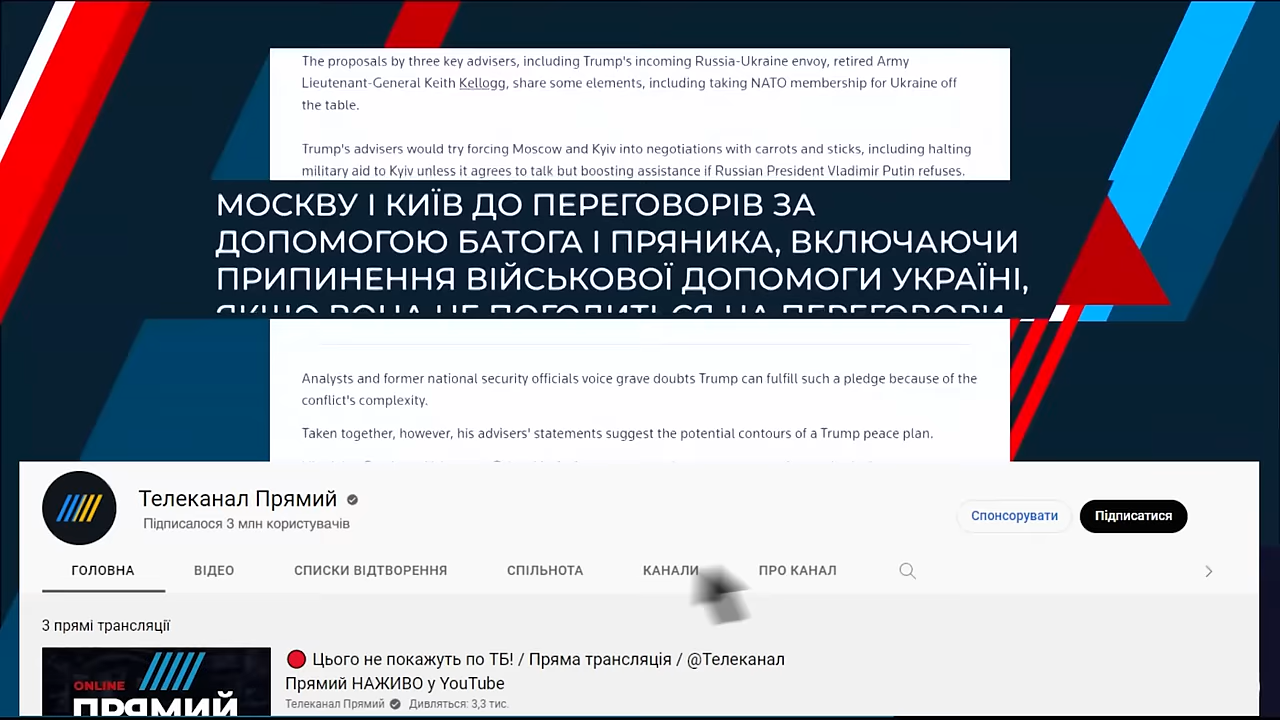 The proposals by three key advisers, including Trump's incoming Russia-Ukraine envoy, retired Army
Lieutenant-General Keith Kellogg, share some elements, including taking NATO membership for Ukraine off
the table.
Trump's advisers would try forcing Moscow and Kyiv into negotiations with carrots and sticks, including halting
military aid to Kyiv unless it agrees to talk but boosting assistance if Russian President Vladimir Putin refuses.
МОСКВУ І КИЇВ ДО ПЕРЕГОВОРІВ ЗА
ДОПОМОГОЮ БАТОГА І ПРЯНИКА, ВКЛЮЧАЮЧИ
ПРИПИНЕННЯ ВІЙСЬКОВОЇ ДОПОМОГИ УКРАЇНІ,
ЯКЩО ВОНА НЕ ПОГОДИТЬСЯ НА ПЕРЕГОВОРИ
Analysts and former national security officials voice grave doubts Trump can fulfill such a pledge because of the
conflict's complexity.
Taken together, however, his advisers' statements suggest the potential contours of a Trump peace plan.
Телеканал Прямий
Підписалося 3 млн користувачів
Спонсорувати
Підписатися
ГОЛОВНА ВІДЕО СПИСКИ ВІДТВОРЕННЯ СПІЛЬНОТА КАНАЛИ ПРО КАНАЛ
3 прямі трансляції
Цього не покажуть по ТБ! / Пряма трансляція / @Телеканал
Прямий НАЖИВО у YouTube
Телеканал Прямий Дивляться: 3,3 тис.
ONLINE
ПРЯМИЙ